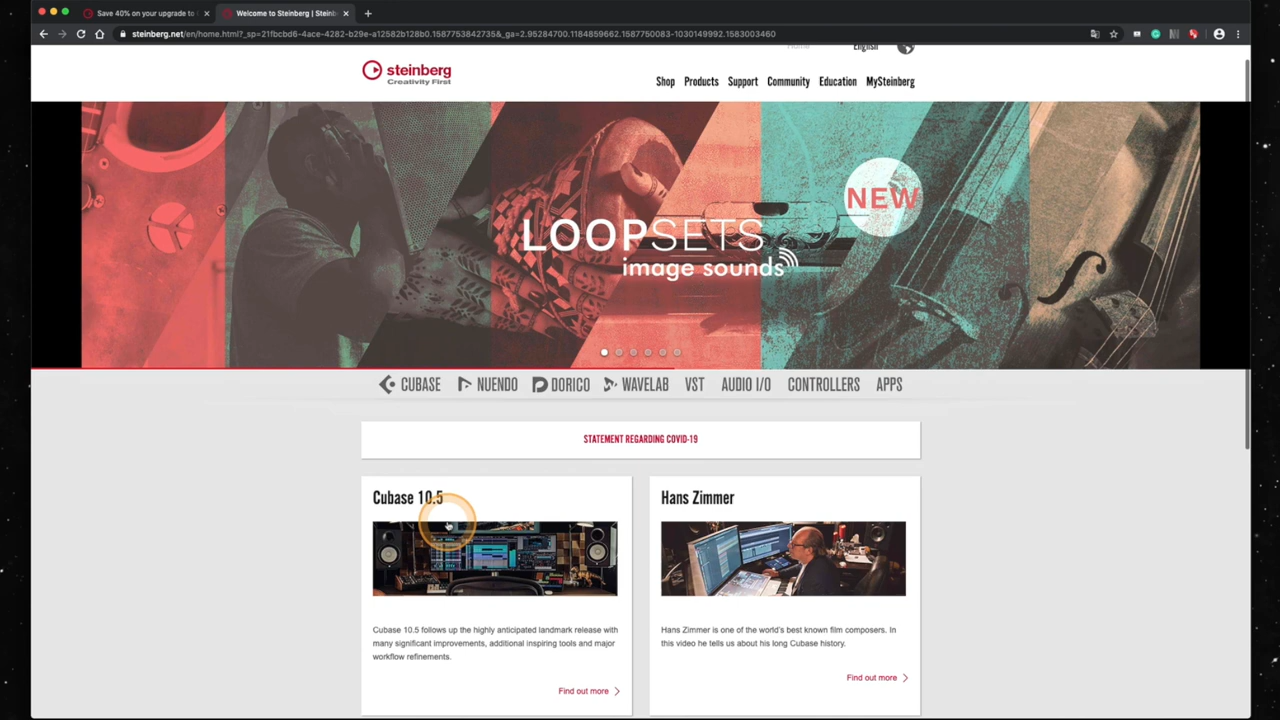 Save 40% on your upgrade to
Welcome to Steinberg | Steinb
steinberg.net/en/home.html?_sp=21fbcbd6-4ace-4282-b29e-a12582b128b0.1587753842735&_ga=2.95284700.1184859662.1587750083-1030149992.1583003460
Home
English
steinberg
Creativity First
Shop Products Support Community Education MySteinberg
NEW
LOOPSETS
image sounds
CUBASE NUENDO DORICO WAVELAB VST AUDIO I/O CONTROLLERS APPS
STATEMENT REGARDING COVID-19
Cubase 10.5
Cubase 10.5 follows up the highly anticipated landmark release with
many significant improvements, additional inspiring tools and major
workflow refinements.
Find out more
Hans Zimmer
Hans Zimmer is one of the world's best known film composers. In
this video he tells us about his long Cubase history.
Find out more